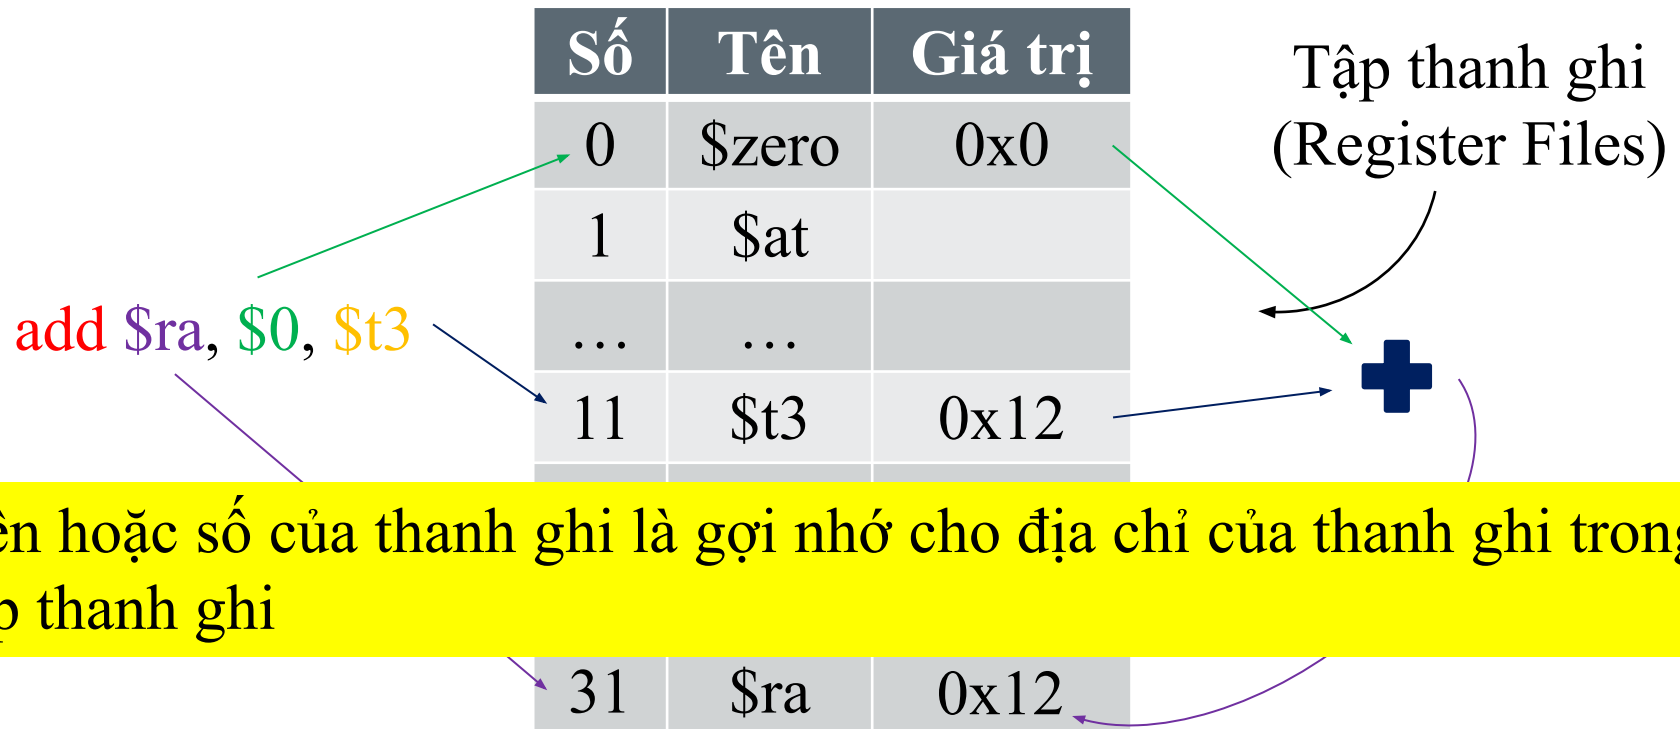 Số Tên Giá trị
Tập thanh ghi
(Register Files)
0 $zero 0x0
1 $at
add $ra, $0, $t3
... ...
11 $t3 0x12
hoặc số của thanh ghi là gợi nhớ cho địa chỉ của thanh ghi trong
thanh ghi
31 $ra 0x12